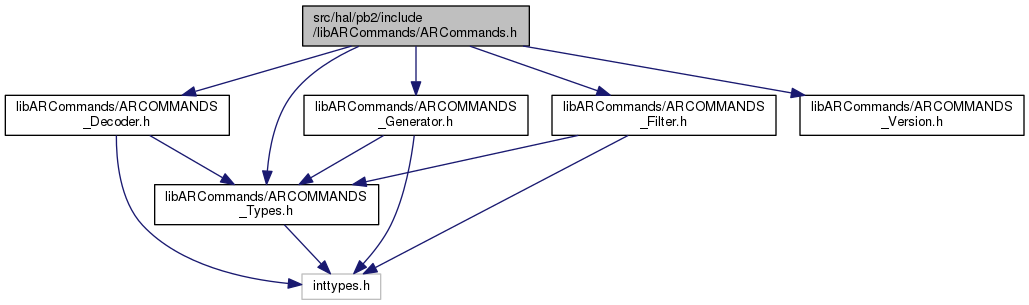 src/hal/pb2/include
/libARCommands/ARCommands.h
libARCommands/ARCOMMANDS
_Decoder.h
libARCommands/ARCOMMANDS
_Generator.h
libARCommands/ARCOMMANDS
_Filter.h
libARCommands/ARCOMMANDS
_Version.h
libARCommands/ARCOMMANDS
_Types.h
inttypes.h